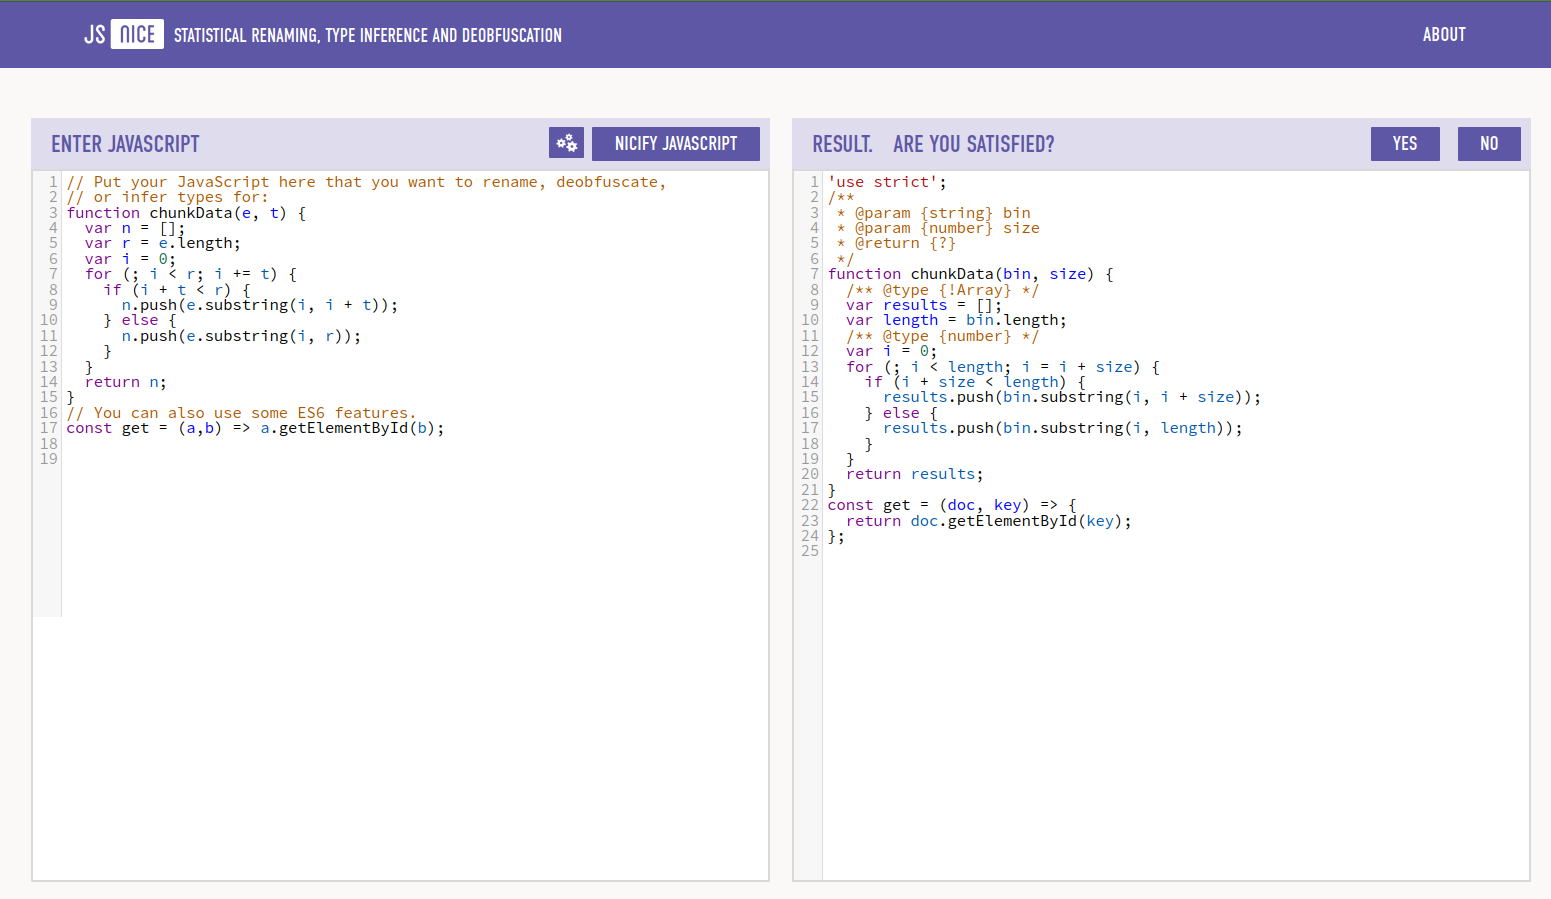 JS NICE STATISTICAL RENAMING, TYPE INFERENCE AND DEOBFUSCATION ABOUT
ENTER JAVASCRIPT NICIFY JAVASCRIPT
1 // Put your JavaScript here that you want to rename, deobfuscate,
2 // or infer types for:
3 function chunkData(e, t) {
4   var n = [];
5   var r = e.length;
6   var i = 0;
7   for (; i < r; i += t) {
8     if (i + t < r) {
9       n.push(e.substring(i, i + t));
10     } else {
11       n.push(e.substring(i, r));
12     }
13   }
14   return n;
15 }
16 // You can also use some ES6 features.
17 const get = (a,b) => a.getElementById(b);
18
19
RESULT. ARE YOU SATISFIED? YES NO
1 'use strict';
2 /**
3  * @param {string} bin
4  * @param {number} size
5  * @return {?}
6  */
7 function chunkData(bin, size) {
8   /** @type {!Array} */
9   var results = [];
10   var length = bin.length;
11   /** @type {number} */
12   var i = 0;
13   for (; i < length; i = i + size) {
14     if (i + size < length) {
15       results.push(bin.substring(i, i + size));
16     } else {
17       results.push(bin.substring(i, length));
18     }
19   }
20   return results;
21 }
22 const get = (doc, key) => {
23   return doc.getElementById(key);
24 };
25